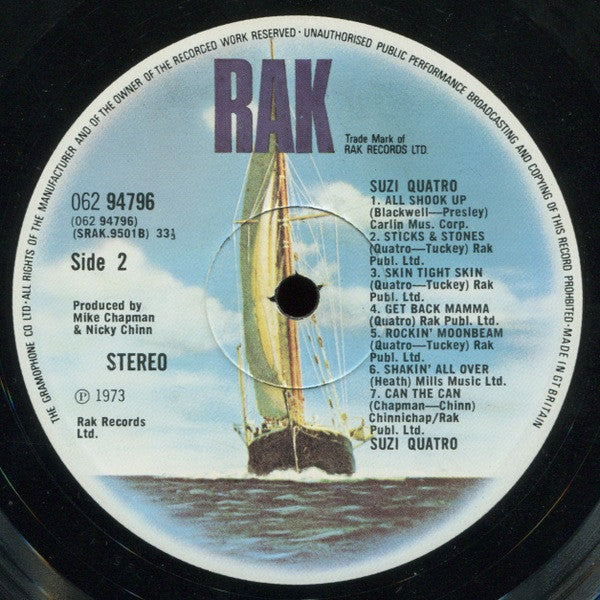 THE GRAMOPHONE CO LTD·ALL RIGHTS OF THE MANUFACTURER AND OF THE OWNER OF THE RECORDED WORK RESERVED·UNAUTHORISED PUBLIC PERFORMANCE BROADCASTING AND COPYING OF THIS RECORD PROHIBITED·MADE IN GT BRITAIN
RAK
Trade Mark of
RAK RECORDS LTD.
062 94796
(062 94796)
(SRAK.9501B) 33⅓
Side 2
Produced by
Mike Chapman
& Nicky Chinn
STEREO
℗ 1973
Rak Records
Ltd.
SUZI QUATRO
1. ALL SHOOK UP
(Blackwell—Presley)
Carlin Mus. Corp.
2. STICKS & STONES
(Quatro—Tuckey) Rak
Publ. Ltd.
3. SKIN TIGHT SKIN
(Quatro—Tuckey) Rak
Publ. Ltd.
4. GET BACK MAMMA
(Quatro) Rak Publ. Ltd.
5. ROCKIN' MOONBEAM
(Quatro—Tuckey) Rak
Publ. Ltd.
6. SHAKIN' ALL OVER
(Heath) Mills Music Ltd.
7. CAN THE CAN
(Chapman—Chinn)
Chinnichap/Rak
Publ. Ltd.
SUZI QUATRO